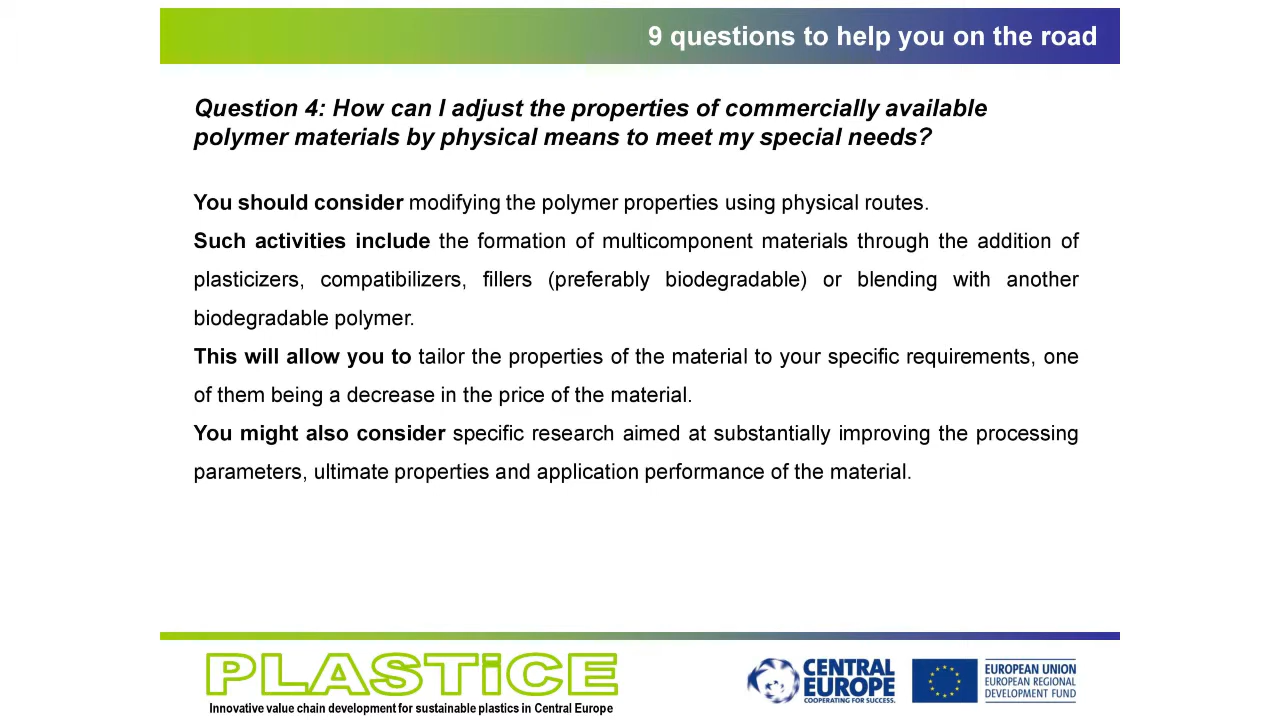 9 questions to help you on the road
Question 4: How can I adjust the properties of commercially available
polymer materials by physical means to meet my special needs?
You should consider modifying the polymer properties using physical routes.
Such activities include the formation of multicomponent materials through the addition of
plasticizers, compatibilizers, fillers (preferably biodegradable) or blending with another
biodegradable polymer.
This will allow you to tailor the properties of the material to your specific requirements, one
of them being a decrease in the price of the material.
You might also consider specific research aimed at substantially improving the processing
parameters, ultimate properties and application performance of the material.
PLASTiCE
Innovative value chain development for sustainable plastics in Central Europe
CENTRAL
EUROPE
COOPERATING FOR SUCCESS.
EUROPEAN UNION
EUROPEAN REGIONAL
DEVELOPMENT FUND